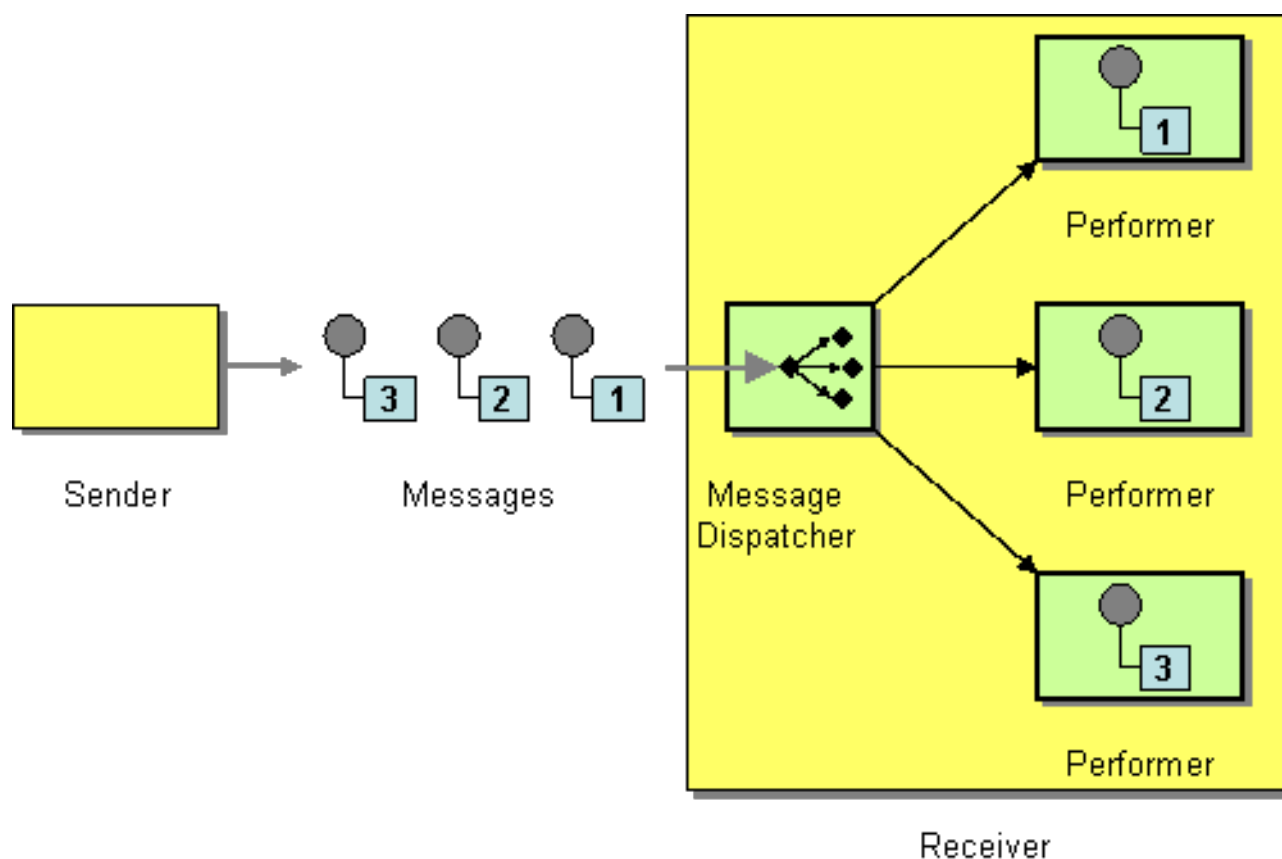 1
Performer
3 2 1
2
Sender
Messages
Message
Dispatcher
Performer
3
Performer
Receiver